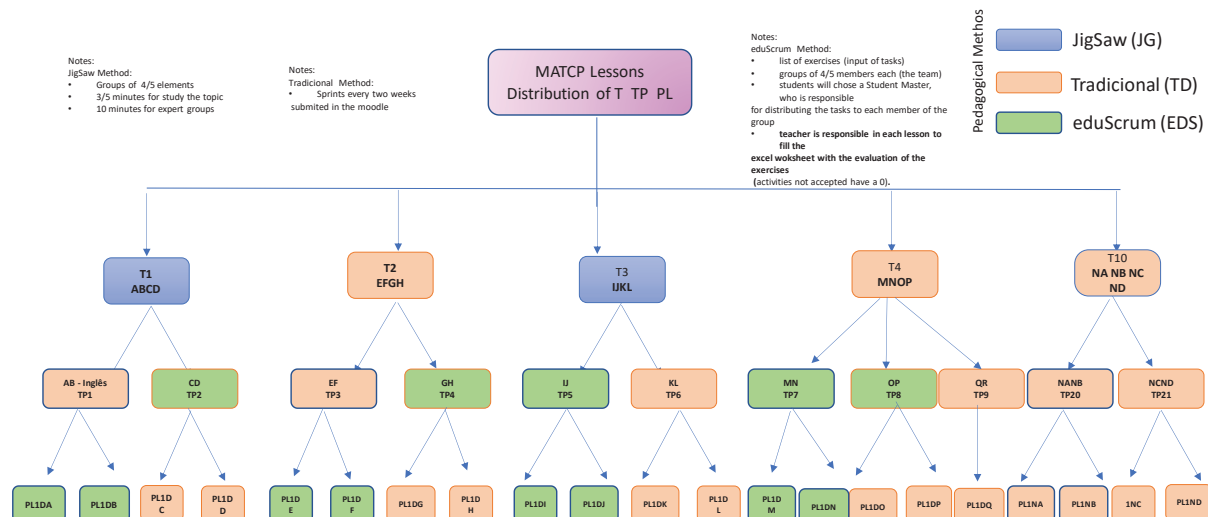 Notes:
JigSaw Method:
• Groups of 4/5 elements
• 3/5 minutes for study the topic
• 10 minutes for expert groups
Notes:
Tradicional Method:
• Sprints every two weeks
submited in the moodle
MATCP Lessons
Distribution of T TP PL
Notes:
eduScrum Method:
• list of exercises (input of tasks)
• groups of 4/5 members each (the team)
• students will chose a Student Master,
who is responsible
for distributing the tasks to each member of the
group
• teacher is responsible in each lesson to
fill the
excel woksheet with the evaluation of the
exercises
(activities not accepted have a 0).
Pedagogical Methos
JigSaw (JG)
Tradicional (TD)
eduScrum (EDS)
T1
ABCD
T2
EFGH
T3
IJKL
T4
MNOP
T10
NA NB NC
ND
AB - Inglês
TP1
CD
TP2
EF
TP3
GH
TP4
IJ
TP5
KL
TP6
MN
TP7
OP
TP8
QR
TP9
NANB
TP20
NCND
TP21
PL1DA
PL1DB
PL1D
C
PL1D
D
PL1D
E
PL1D
F
PL1DG
PL1D
H
PL1DI
PL1DJ
PL1DK
PL1D
L
PL1D
M
PL1DN
PL1DO
PL1DP
PL1DQ
PL1NA
PL1NB
1NC
PL1ND